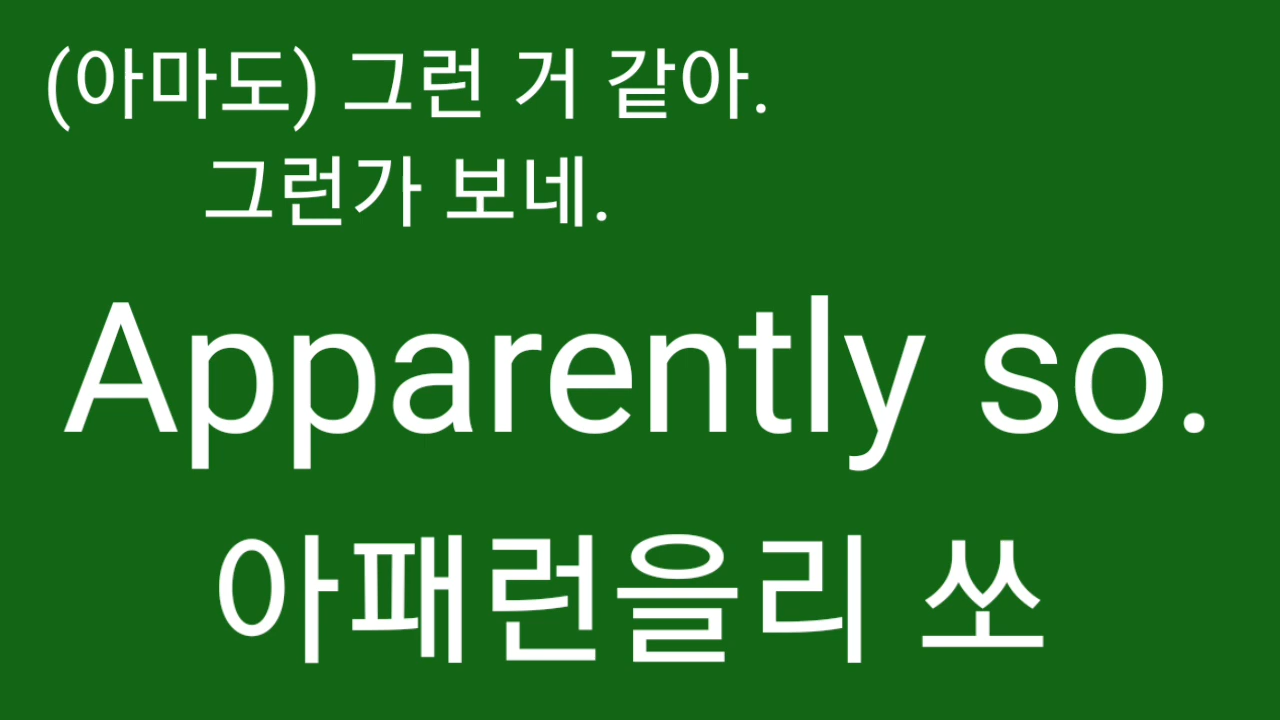 (아마도) 그런 거 같아.
그런가 보네.
Apparently so.
아패런을리 쏘